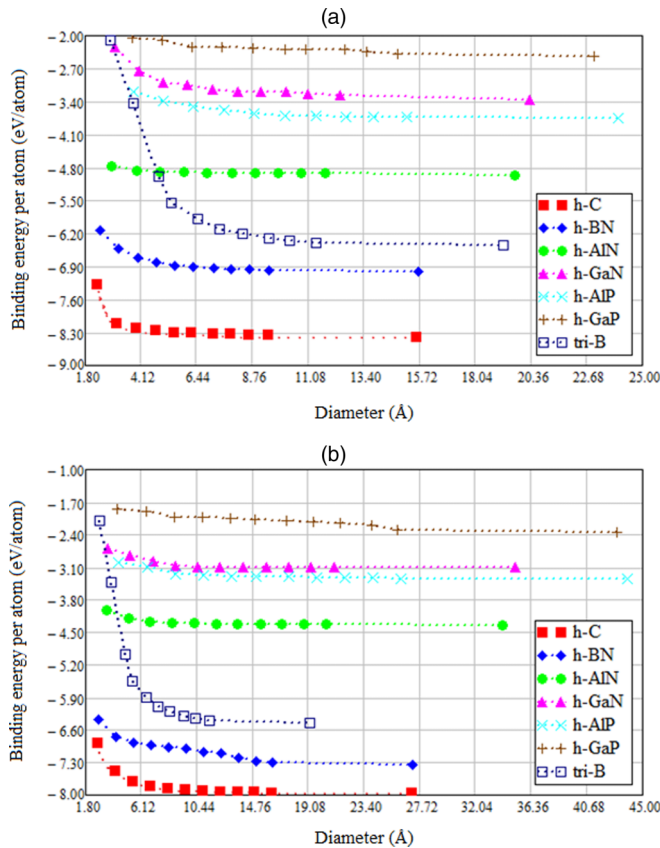 (a)
Binding energy per atom (eV/atom)
− 2.00
− 2.70
− 3.40
− 4.10
− 4.80
− 5.50
− 6.20
− 6.90
− 7.60
− 8.30
− 9.00
h-C
h-BN
h-AlN
h-GaN
h-AlP
h-GaP
tri-B
1.80 4.12 6.44 8.76 11.08 13.40 15.72 18.04 20.36 22.68 25.00
Diameter (Å)
(b)
Binding energy per atom (eV/atom)
− 1.00
− 1.70
− 2.40
− 3.10
− 3.80
− 4.50
− 5.20
− 5.90
− 6.60
− 7.30
− 8.00
h-C
h-BN
h-AlN
h-GaN
h-AlP
h-GaP
tri-B
1.80 6.12 10.44 14.76 19.08 23.40 27.72 32.04 36.36 40.68 45.00
Diameter (Å)